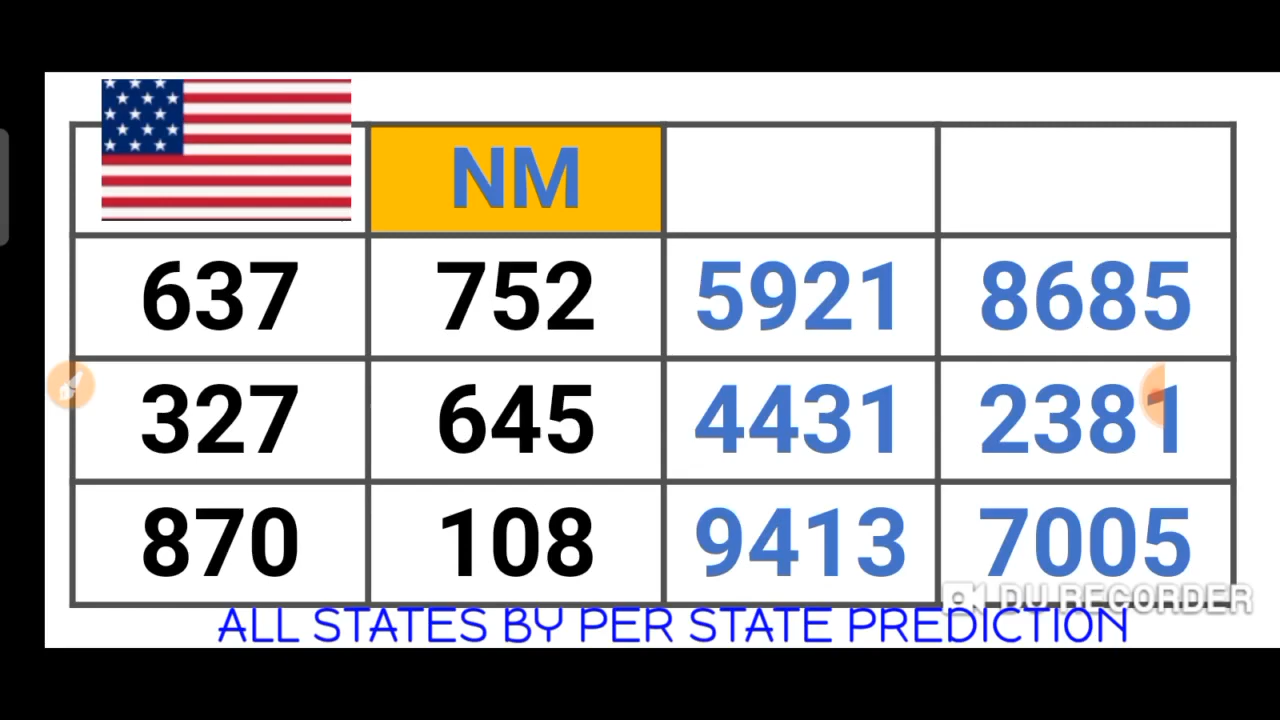 NM
637 752 5921 8685
327 645 4431 2381
870 108 9413 7005
DU RECORDER
ALL STATES BY PER STATE PREDICTION